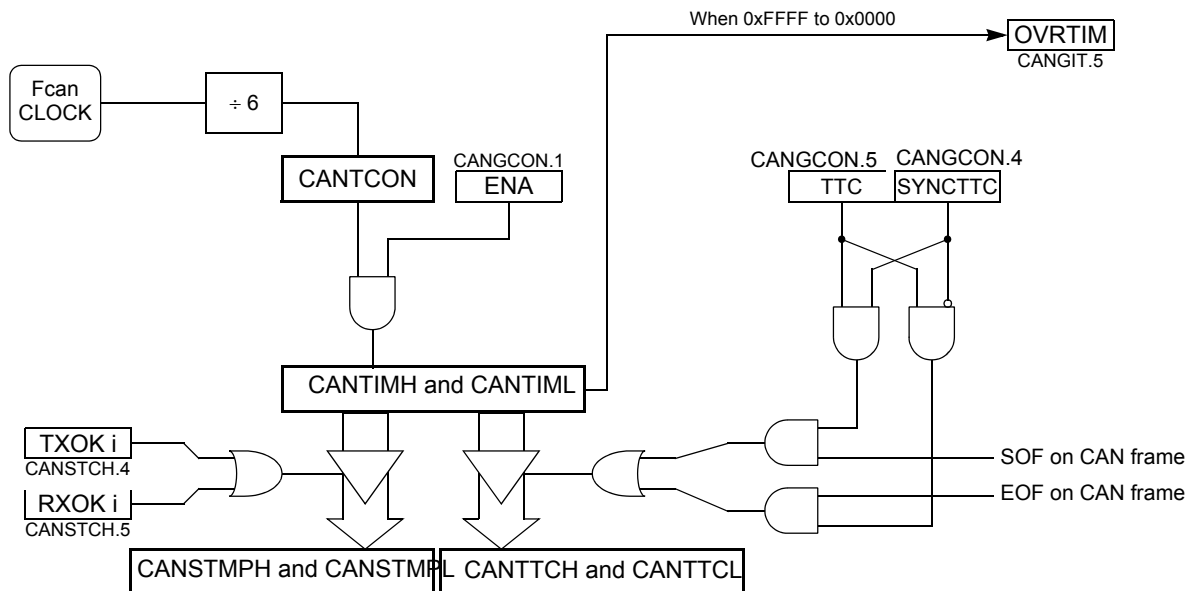 When 0xFFFF to 0x0000
OVRTIM
CANGIT.5
Fcan
CLOCK
÷ 6
CANTCON
CANGCON.1
ENA
CANGCON.5
CANGCON.4
TTC
SYNCTTC
CANTIMH and CANTIML
TXOK i
CANSTCH.4
RXOK i
CANSTCH.5
SOF on CAN frame
EOF on CAN frame
CANSTMPH and CANSTMPL
CANTTCH and CANTTCL